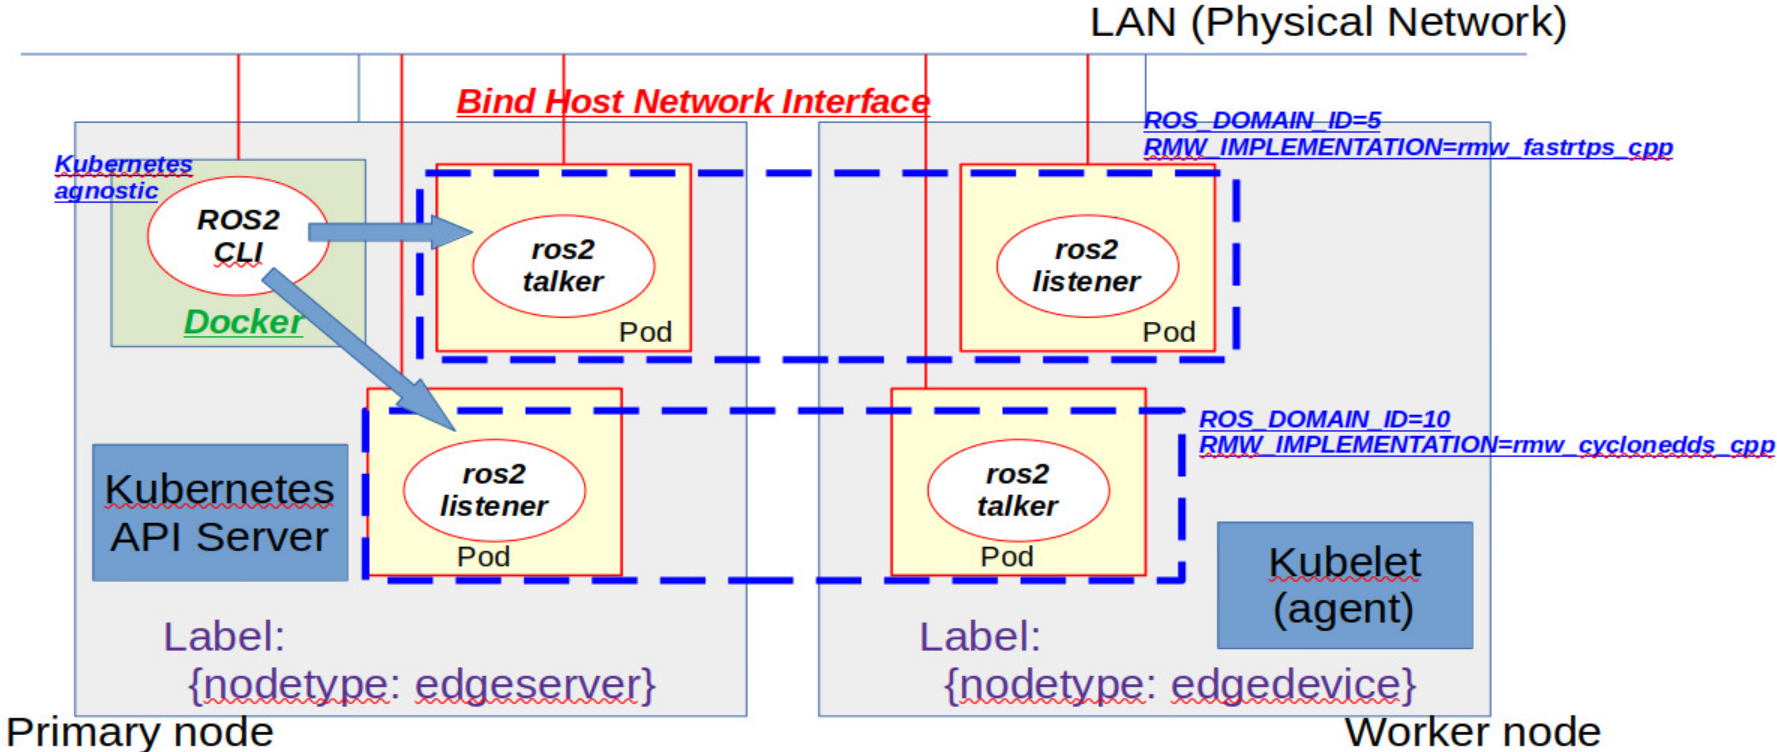 LAN (Physical Network)
Bind Host Network Interface
ROS_DOMAIN_ID=5
RMW_IMPLEMENTATION=rmw_fastrtps_cpp
Kubernetes
agnostic
ROS2
CLI
Docker
ros2
talker
Pod
ros2
listener
Pod
ros2
listener
Pod
ros2
talker
Pod
ROS_DOMAIN_ID=10
RMW_IMPLEMENTATION=rmw_cyclonedds_cpp
Kubernetes
API Server
Kubelet
(agent)
Label:
{nodetype: edgeserver}
Label:
{nodetype: edgedevice}
Primary node
Worker node